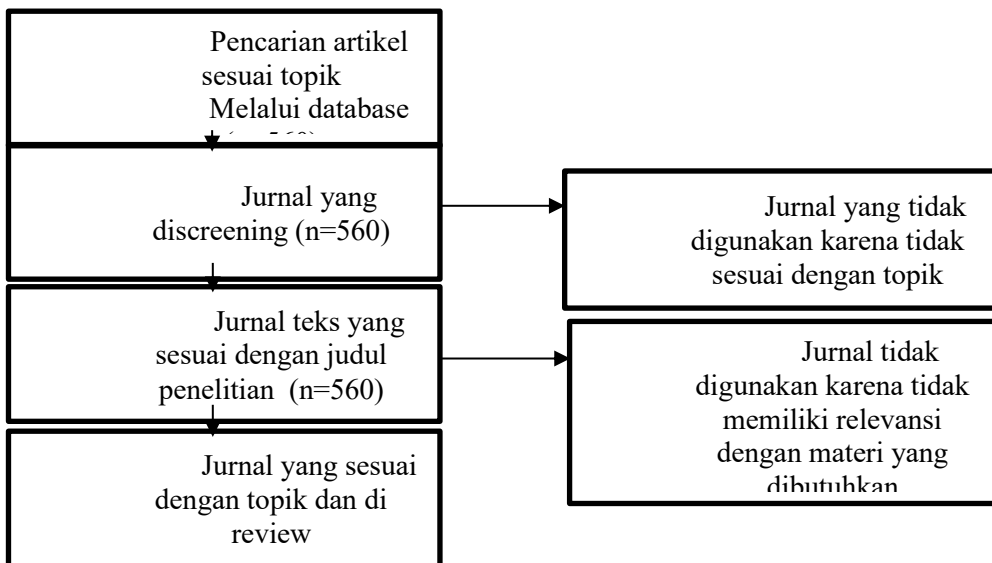 Pencarian artikel
sesuai topik
Melalui database
Jurnal yang
discreening (n=560)
Jurnal yang tidak
digunakan karena tidak
sesuai dengan topik
Jurnal teks yang
sesuai dengan judul
penelitian (n=560)
Jurnal tidak
digunakan karena tidak
memiliki relevansi
dengan materi yang
dibutuhkan
Jurnal yang sesuai
dengan topik dan di
review